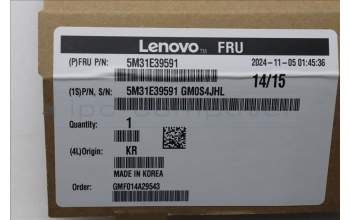 Lenovo™ FRU
(P)FRU P/N: 5M31E39591 2024-11-05 01:45:36
14/15
(1S)P/N, S/N: 5M31E39591 GM0S4JHL
Quantity: 1
(4L)Origin: KR
MADE IN KOREA
Order: GMF014A29543